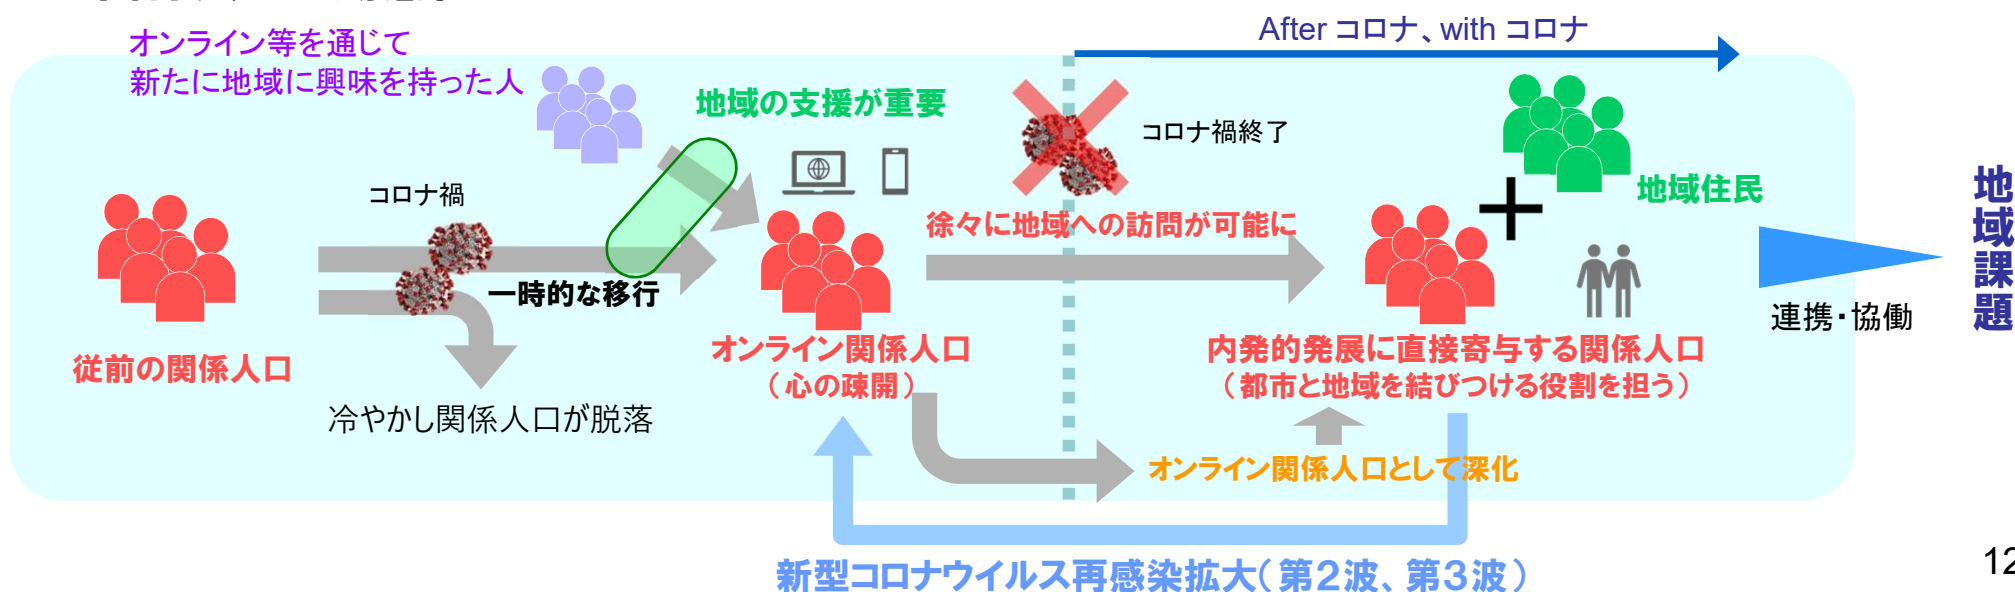 オンライン等を通じて
新たに地域に興味を持った人
After コロナ、with コロナ
地域の支援が重要
コロナ禍終了
コロナ禍
地域住民
徐々に地域への訪問が可能に
一時的な移行
従前の関係人口
オンライン関係人口
（心の疎開）
内発的発展に直接寄与する関係人口
（都市と地域を結びつける役割を担う）
連携・協働
地域課題
冷やかし関係人口が脱落
オンライン関係人口として深化
新型コロナウイルス再感染拡大（第２波、第３波）
12